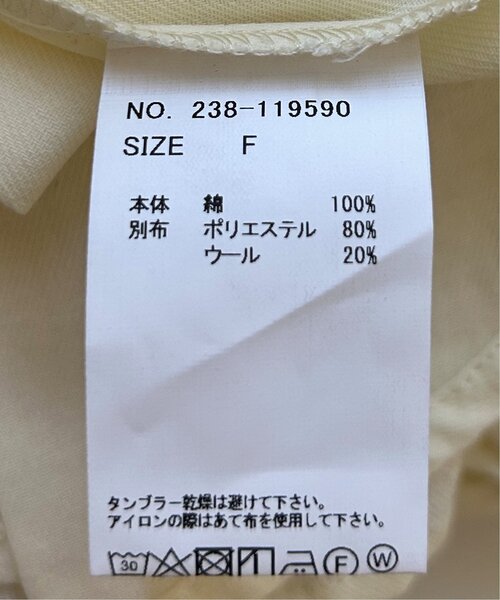 NO. 238-119590
SIZE F
本体 綿 100%
別布 ポリエステル 80%
ウール 20%
タンブラー乾燥は避けて下さい。
アイロンの際はあて布を使用して下さい。
30 F W